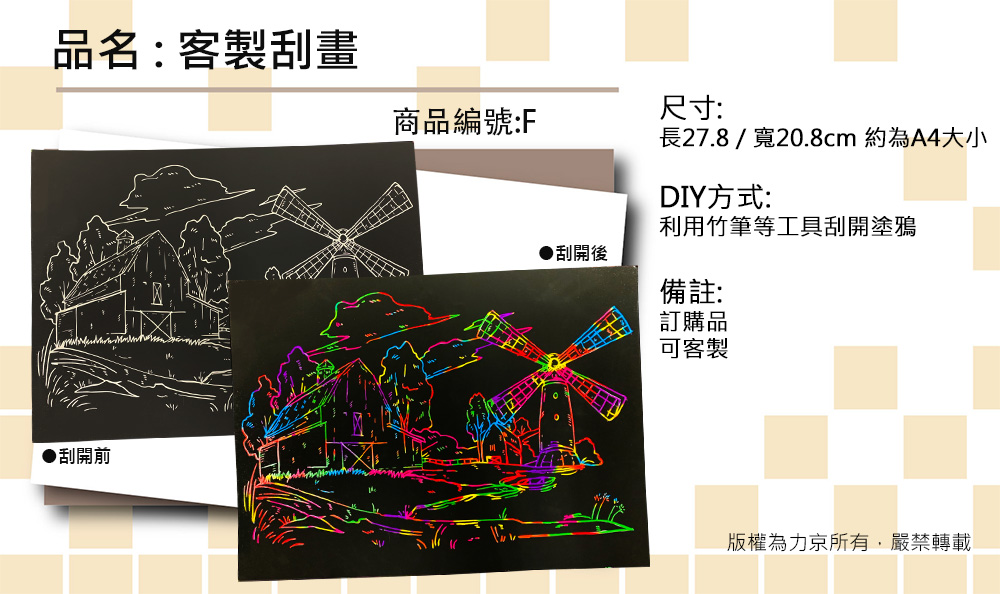 品名 : 客製刮畫
商品編號:F
尺寸:
長27.8 / 寬20.8cm 約為A4大小
DIY方式:
利用竹筆等工具刮開塗鴉
●刮開後
備註:
訂購品
可客製
●刮開前
版權為力京所有，嚴禁轉載